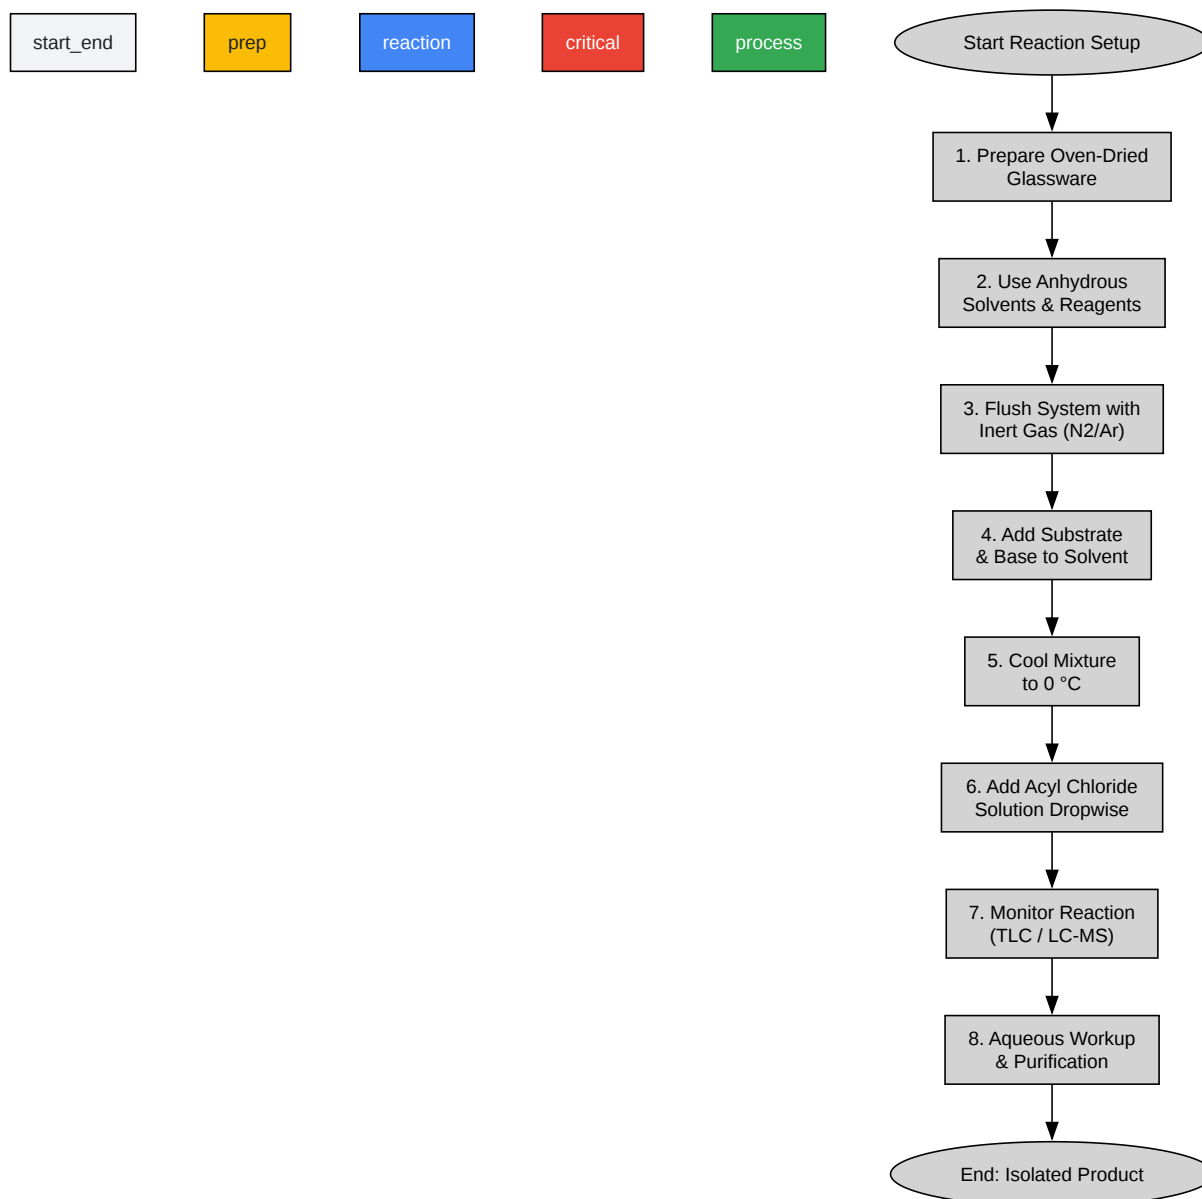 start_end
prep
reaction
critical
process
Start Reaction Setup
1. Prepare Oven-Dried
Glassware
2. Use Anhydrous
Solvents & Reagents
3. Flush System with
Inert Gas (N2/Ar)
4. Add Substrate
& Base to Solvent
5. Cool Mixture
to 0 °C
6. Add Acyl Chloride
Solution Dropwise
7. Monitor Reaction
(TLC / LC-MS)
8. Aqueous Workup
& Purification
End: Isolated Product